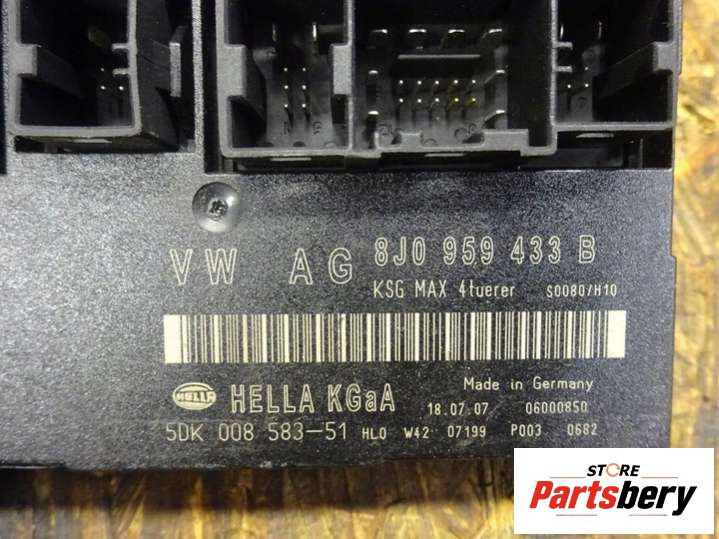 VW AG 8J0 959 433 B
KSG MAX 4tuerer S0080/H10
HELLA
HELLA KGaA
Made in Germany
18.07.07 06000850
5DK 008 583-51 HL0 W42 07199 P003 0682
STORE
Partsbery